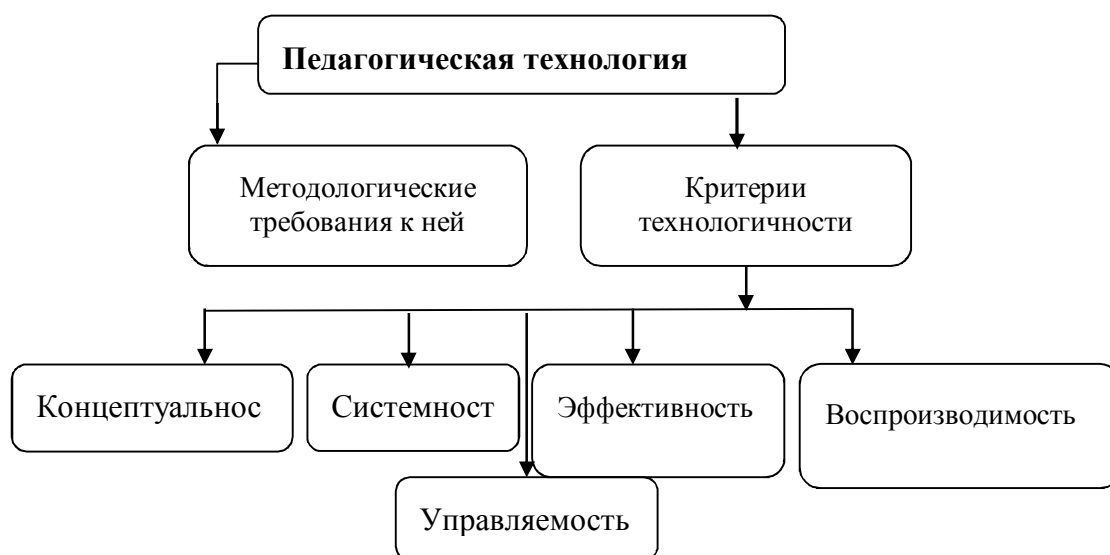 Педагогическая технология
Методологические
требования к ней
Критерии
технологичности
Концептуальнос
Системност
Эффективность
Воспроизводимость
Управляемость